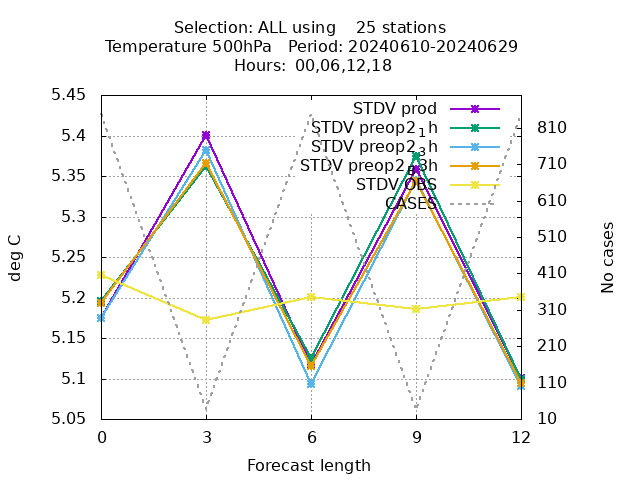 Selection: ALL using    25 stations
Temperature 500hPa   Period: 20240610-20240629
Hours:  00,06,12,18
STDV prod
STDV preop2_1h
STDV preop2_3h
STDV preop2_5_3h
STDV OBS
CASES
deg C
5.45
5.4
5.35
5.3
5.25
5.2
5.15
5.1
5.05
No cases
810
710
610
510
410
310
210
110
10
0 3 6 9 12
Forecast length